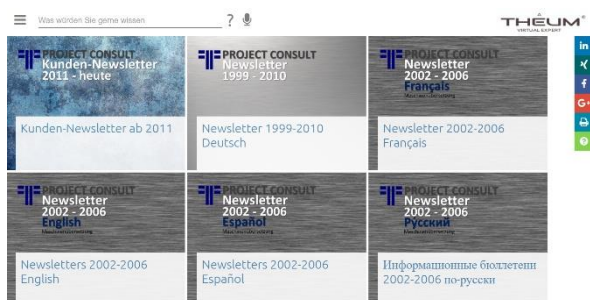 Was würden Sie gerne wissen
?
THEUM®
VIRTUAL EXPERT
in
f
G+
?
PROJECT CONSULT
Kunden-Newsletter
2011 - heute
Kunden-Newsletter ab 2011
PROJECT CONSULT
Newsletter
1999 - 2010
Newsletter 1999-2010
Deutsch
PROJECT CONSULT
Newsletter
2002 - 2006
Français
Newsletter 2002-2006
Français
PROJECT CONSULT
Newsletter
2002 - 2006
English
Newsletters 2002-2006
English
PROJECT CONSULT
Newsletter
2002 - 2006
Español
Newsletters 2002-2006
Español
PROJECT CONSULT
Newsletter
2002 - 2006
Русский
Информационные бюллетени
2002-2006 по-русски